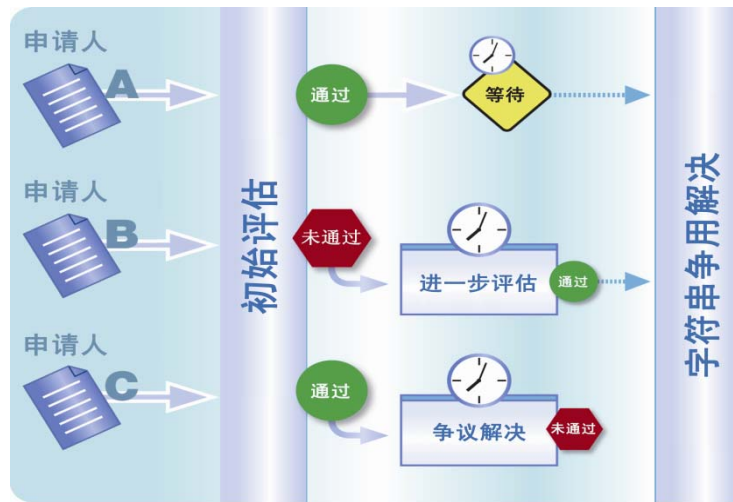 申请人
A
通过
等待
申请人
B
未通过
进一步评估
通过
申请人
C
通过
争议解决
未通过
初始评估
字符串争用解决